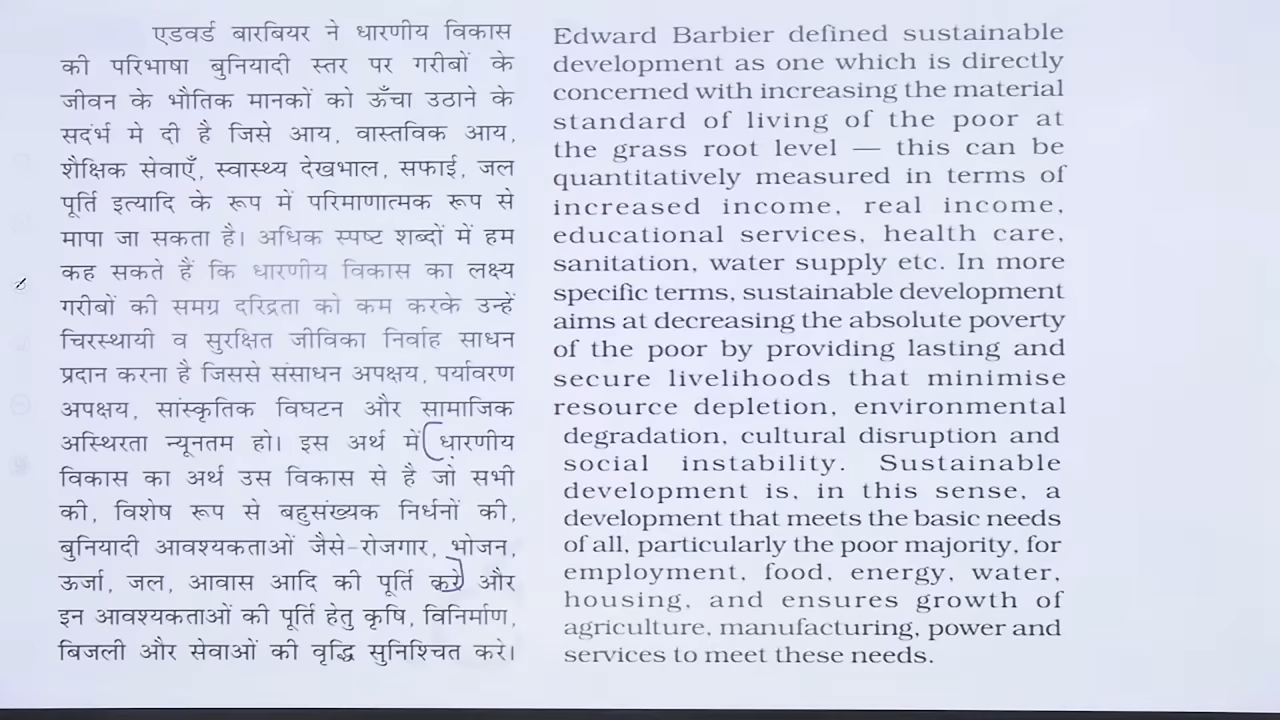 एडवर्ड बारबियर ने धारणीय विकास
की परिभाषा बुनियादी स्तर पर गरीबों के
जीवन के भौतिक मानकों को ऊँचा उठाने के
सदंर्भ मे दी है जिसे आय, वास्तविक आय,
शैक्षिक सेवाएँ, स्वास्थ्य देखभाल, सफाई, जल
पूर्ति इत्यादि के रूप में परिमाणात्मक रूप से
मापा जा सकता है। अधिक स्पष्ट शब्दों में हम
कह सकते हैं कि धारणीय विकास का लक्ष्य
गरीबों की समग्र दरिद्रता को कम करके उन्हें
चिरस्थायी व सुरक्षित जीविका निर्वाह साधन
प्रदान करना है जिससे संसाधन अपक्षय, पर्यावरण
अपक्षय, सांस्कृतिक विघटन और सामाजिक
अस्थिरता न्यूनतम हो। इस अर्थ में धारणीय
विकास का अर्थ उस विकास से है जो सभी
की, विशेष रूप से बहुसंख्यक निर्धनों की,
बुनियादी आवश्यकताओं जैसे-रोजगार, भोजन,
ऊर्जा, जल, आवास आदि की पूर्ति करे और
इन आवश्यकताओं की पूर्ति हेतु कृषि, विनिर्माण,
बिजली और सेवाओं की वृद्धि सुनिश्चित करे।
Edward Barbier defined sustainable
development as one which is directly
concerned with increasing the material
standard of living of the poor at
the grass root level — this can be
quantitatively measured in terms of
increased income, real income,
educational services, health care,
sanitation, water supply etc. In more
specific terms, sustainable development
aims at decreasing the absolute poverty
of the poor by providing lasting and
secure livelihoods that minimise
resource depletion, environmental
degradation, cultural disruption and
social instability. Sustainable
development is, in this sense, a
development that meets the basic needs
of all, particularly the poor majority, for
employment, food, energy, water,
housing, and ensures growth of
agriculture, manufacturing, power and
services to meet these needs.